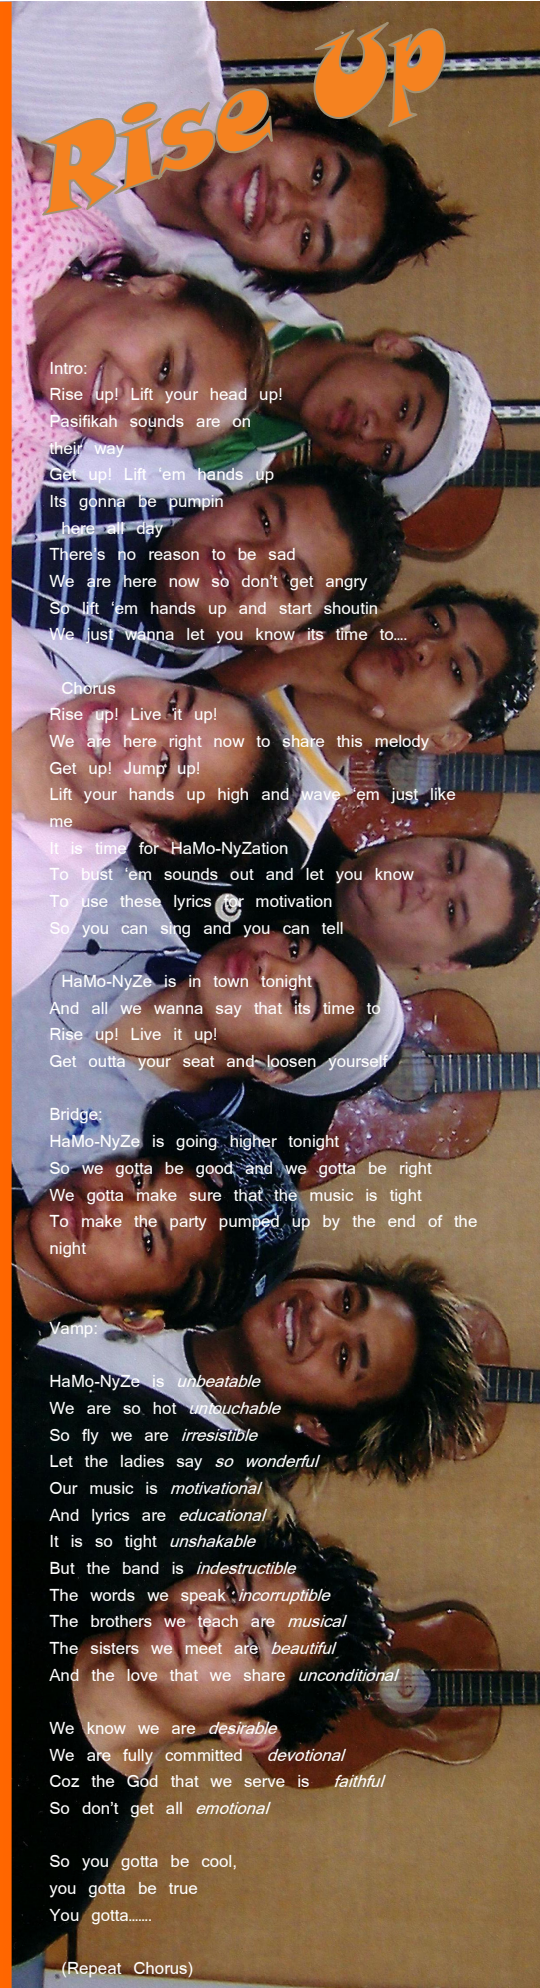 Rise Up
Intro:
Rise up! Lift your head up!
Pasifikah sounds are on
their way
Get up! Lift ‘em hands up
Its gonna be pumpin
here all day
There’s no reason to be sad
We are here now so don’t get angry
So lift ‘em hands up and start shoutin
We just wanna let you know its time to….
Chorus
Rise up! Live it up!
We are here right now to share this melody
Get up! Jump up!
Lift your hands up high and wave ‘em just like
me
It is time for HaMo-NyZation
To bust ‘em sounds out and let you know
To use these lyrics for motivation
So you can sing and you can tell
HaMo-NyZe is in town tonight
And all we wanna say that its time to
Rise up! Live it up!
Get outta your seat and loosen yourself
Bridge:
HaMo-NyZe is going higher tonight
So we gotta be good and we gotta be right
We gotta make sure that the music is tight
To make the party pumped up by the end of the
night
Vamp:
HaMo-NyZe is unbeatable
We are so hot untouchable
So fly we are irresistible
Let the ladies say so wonderful
Our music is motivational
And lyrics are educational
It is so tight unshakable
But the band is indestructible
The words we speak incorruptible
The brothers we teach are musical
The sisters we meet are beautiful
And the love that we share unconditional
We know we are desirable
We are fully committed devotional
Coz the God that we serve is faithful
So don’t get all emotional
So you gotta be cool,
you gotta be true
You gotta…….
(Repeat Chorus)